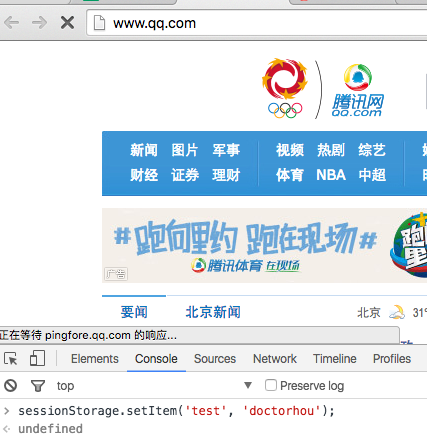 www.qq.com
腾讯网
QQ.com
新闻 图片 军事 视频 热剧 综艺
财经 证券 理财 体育 NBA 中超
#跑向里约 跑在现场#
腾讯体育 在现场
广告
要闻 北京新闻 北京 31°
正在等待 pingfore.qq.com 的响应...
Elements Console Sources Network Timeline Profiles
top Preserve log
> sessionStorage.setItem('test', 'doctorhou');
< undefined